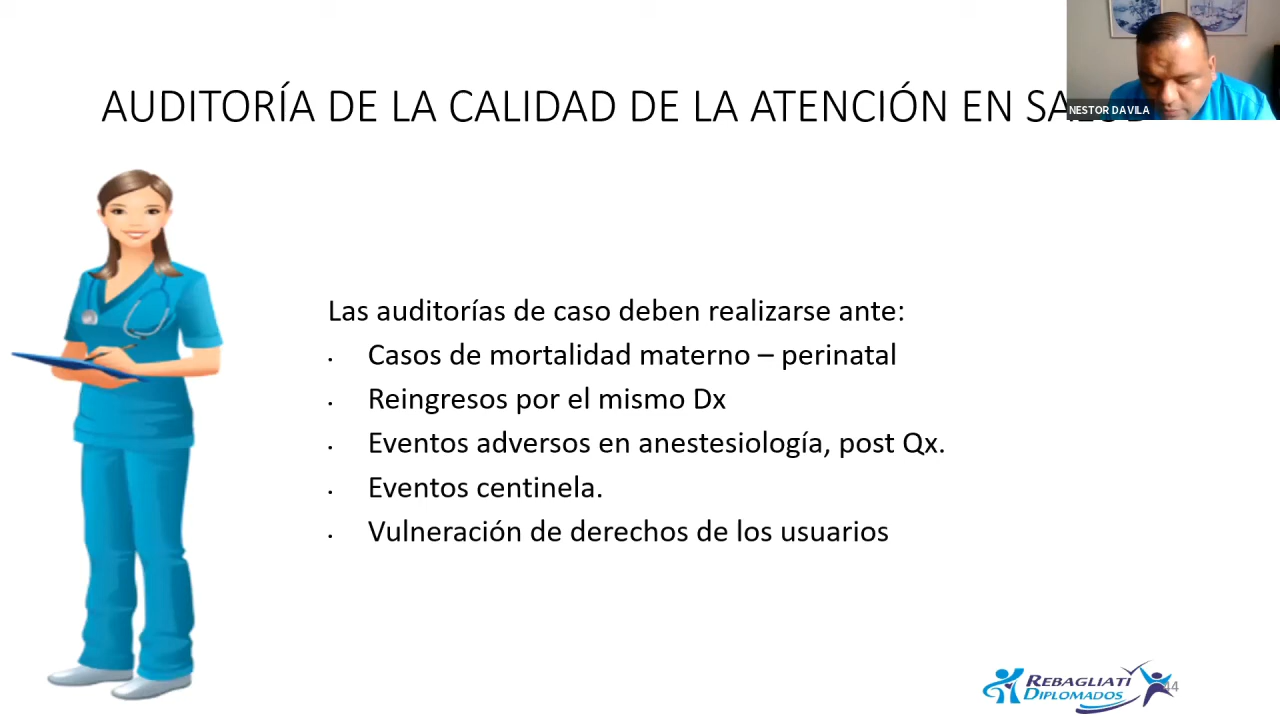 AUDITORÍA DE LA CALIDAD DE LA ATENCIÓN EN SALUD
NESTOR DAVILA
Las auditorías de caso deben realizarse ante:
• Casos de mortalidad materno – perinatal
• Reingresos por el mismo Dx
• Eventos adversos en anestesiología, post Qx.
• Eventos centinela.
• Vulneración de derechos de los usuarios
REBAGLIATI
DIPLOMADOS
44